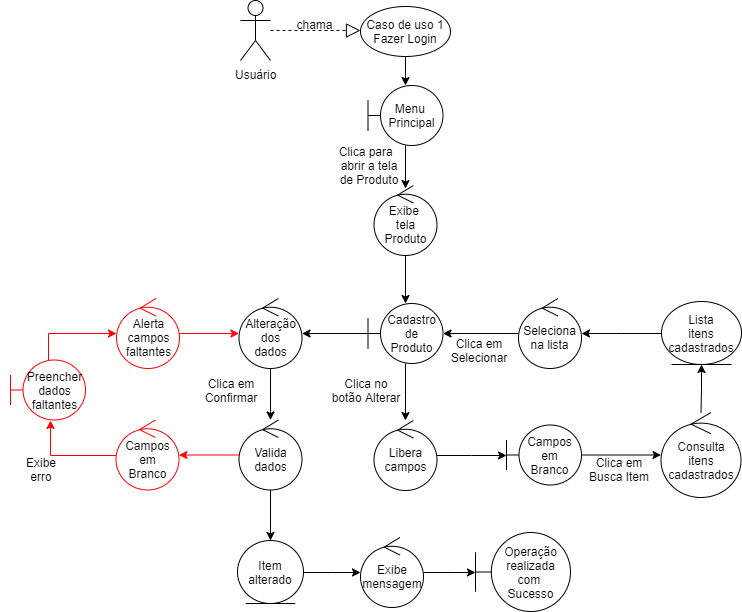 chama
Caso de uso 1
Fazer Login
Usuário
Menu
Principal
Clica para
abrir a tela
de Produto
Exibe
tela
Produto
Alerta
campos
faltantes
Alteração
dos
dados
Cadastro
de
Produto
Clica em
Selecionar
Seleciona
na lista
Lista
itens
cadastrados
Preencher
dados
faltantes
Clica em
Confirmar
Clica no
botão Alterar
Exibe
erro
Campos
em
Branco
Valida
dados
Libera
campos
Campos
em
Branco
Clica em
Busca Item
Consulta
itens
cadastrados
Item
alterado
Exibe
mensagem
Operação
realizada
com
Sucesso